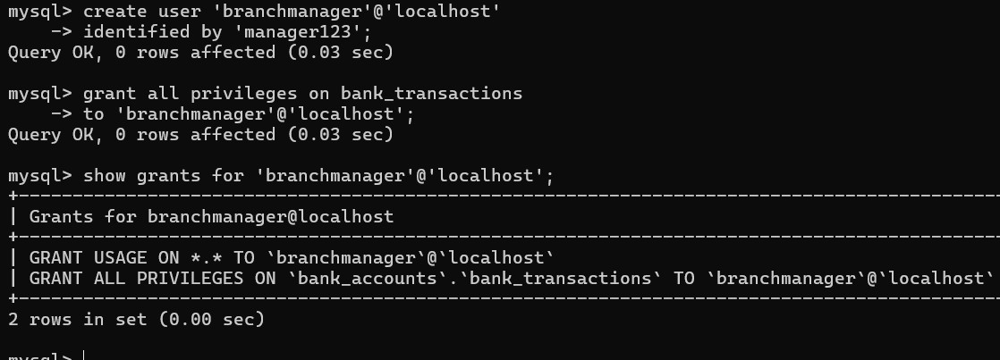 mysql> create user 'branchmanager'@'localhost'
    -> identified by 'manager123';
Query OK, 0 rows affected (0.03 sec)
mysql> grant all privileges on bank_transactions
    -> to 'branchmanager'@'localhost';
Query OK, 0 rows affected (0.03 sec)
mysql> show grants for 'branchmanager'@'localhost';
+--------------------------------------------------------------------------------------------
| Grants for branchmanager@localhost
+--------------------------------------------------------------------------------------------
| GRANT USAGE ON *.* TO `branchmanager`@`localhost`
| GRANT ALL PRIVILEGES ON `bank_accounts`.`bank_transactions` TO `branchmanager`@`localhost`
+--------------------------------------------------------------------------------------------
2 rows in set (0.00 sec)
mysql>